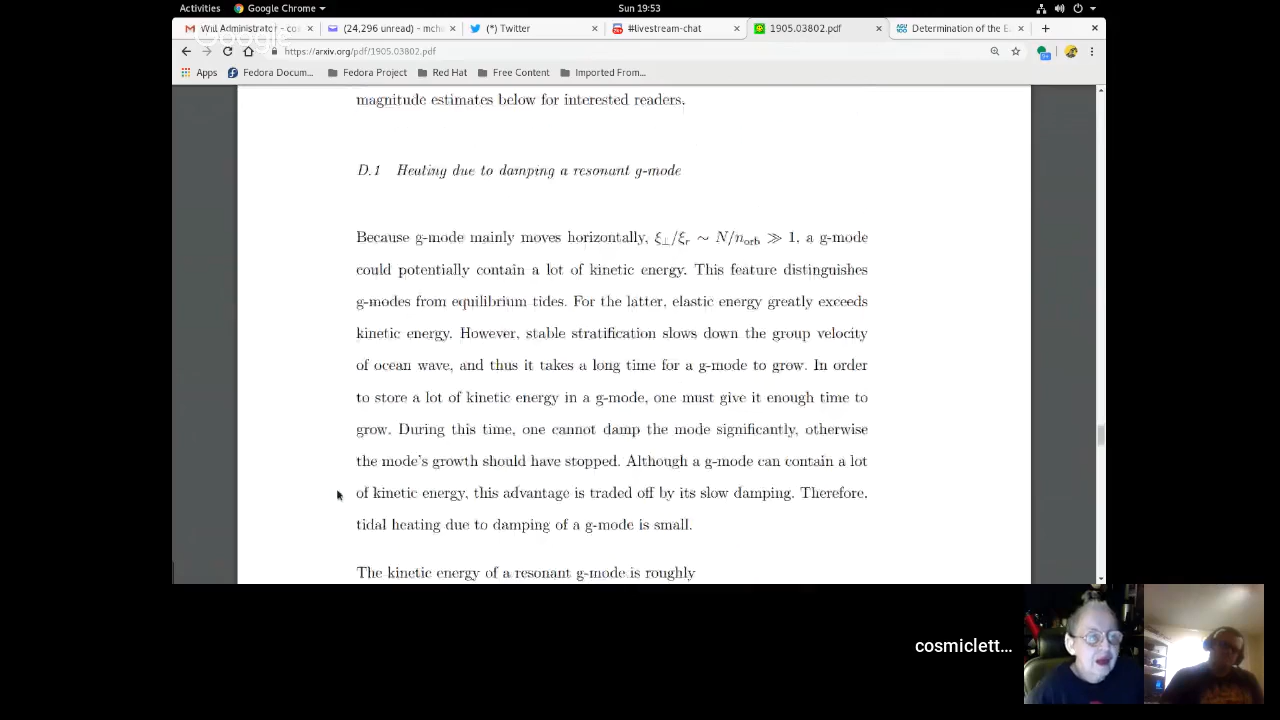 Activities Google Chrome Sun 19:53
Wul Administrator - co (24,296 unread) - mche (*) Twitter #livestream-chat 1905.03802.pdf Determination of the E
Google
https://arxiv.org/pdf/1905.03802.pdf
Apps Fedora Docum... Fedora Project Red Hat Free Content Imported From...
magnitude estimates below for interested readers.
D.1 Heating due to damping a resonant g-mode
Because g-mode mainly moves horizontally, ξ⊥/ξr ∼ N/norb ≫ 1, a g-mode
could potentially contain a lot of kinetic energy. This feature distinguishes
g-modes from equilibrium tides. For the latter, elastic energy greatly exceeds
kinetic energy. However, stable stratification slows down the group velocity
of ocean wave, and thus it takes a long time for a g-mode to grow. In order
to store a lot of kinetic energy in a g-mode, one must give it enough time to
grow. During this time, one cannot damp the mode significantly, otherwise
the mode's growth should have stopped. Although a g-mode can contain a lot
of kinetic energy, this advantage is traded off by its slow damping. Therefore,
tidal heating due to damping of a g-mode is small.
The kinetic energy of a resonant g-mode is roughly
cosmiclett...